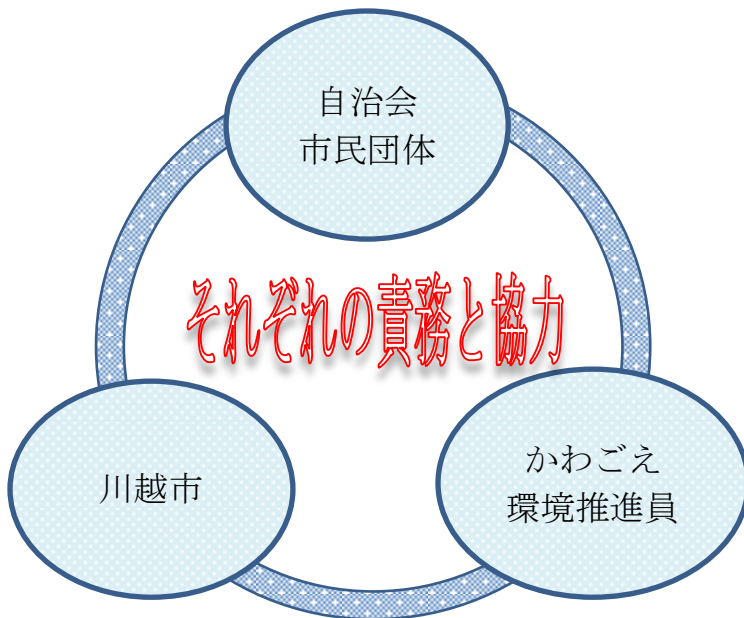 自治会
市民団体
それぞれの責務と協力
川越市
かわごえ
環境推進員